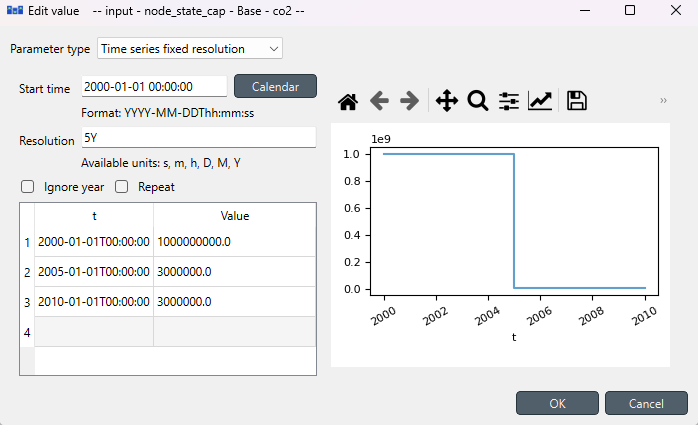 Edit value -- input - node_state_cap - Base - co2 --
Parameter type Time series fixed resolution
Start time 2000-01-01 00:00:00 Calendar
Format: YYYY-MM-DDThh:mm:ss
Resolution 5Y
Available units: s, m, h, D, M, Y
Ignore year Repeat
t Value
1 2000-01-01T00:00:00 1000000000.0
2 2005-01-01T00:00:00 3000000.0
3 2010-01-01T00:00:00 3000000.0
4
»
1e9
1.0
0.8
0.6
0.4
0.2
0.0
2000 2002 2004 2006 2008 2010
t
OK Cancel